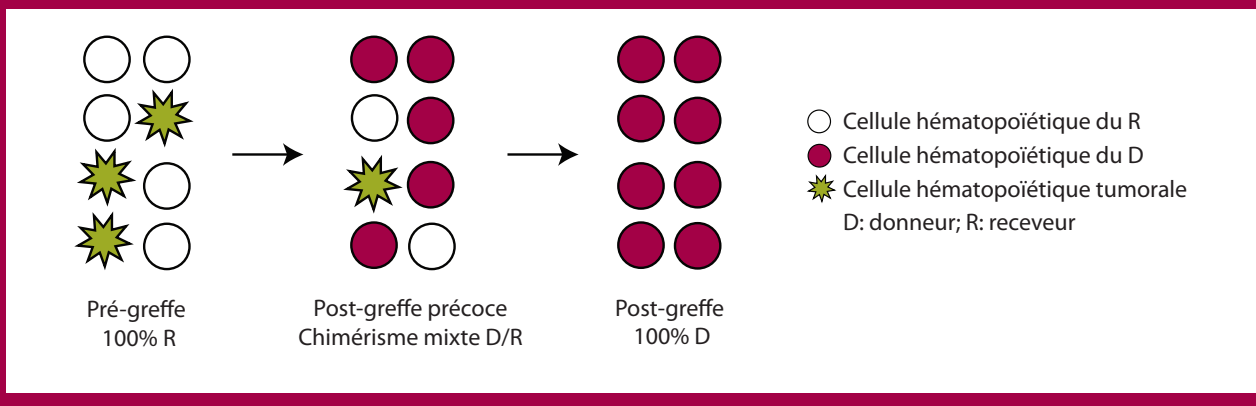 Pré-greffe
100% R
Post-greffe précoce
Chimérisme mixte D/R
Post-greffe
100% D
Cellule hématopoïétique du R
Cellule hématopoïétique du D
Cellule hématopoïétique tumorale
D: donneur; R: receveur